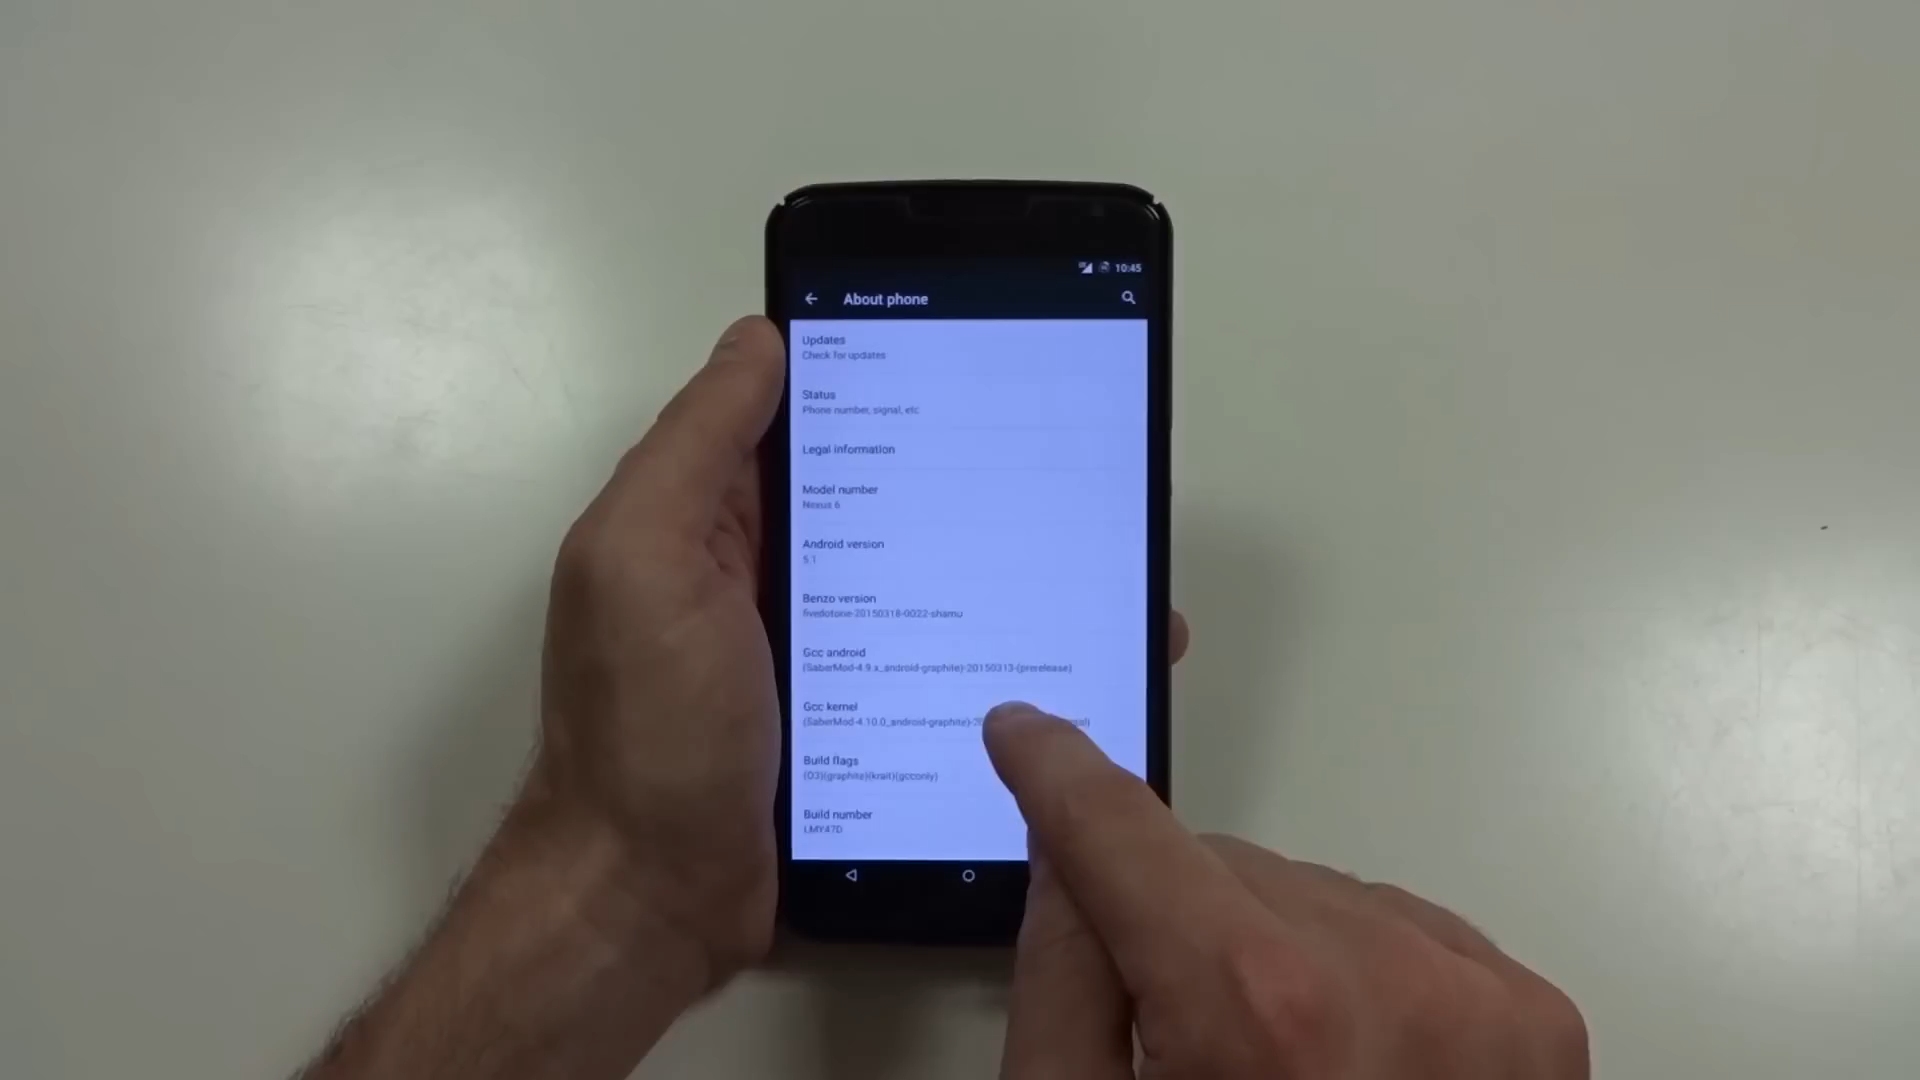 10:45
About phone
Updates
Check for updates
Status
Phone number, signal, etc
Legal information
Model number
Nexus 6
Android version
5.1
Benzo version
fivedotone-20150318-0022-shamu
Gcc android
(SaberMod-4.9.x_android-graphite)-20150313-(prerelease)
Gcc kernel
(SaberMod-4.10.0_android-graphite)-20
Build flags
(O3)(graphite)(krait)(gcconly)
Build number
LMY47D